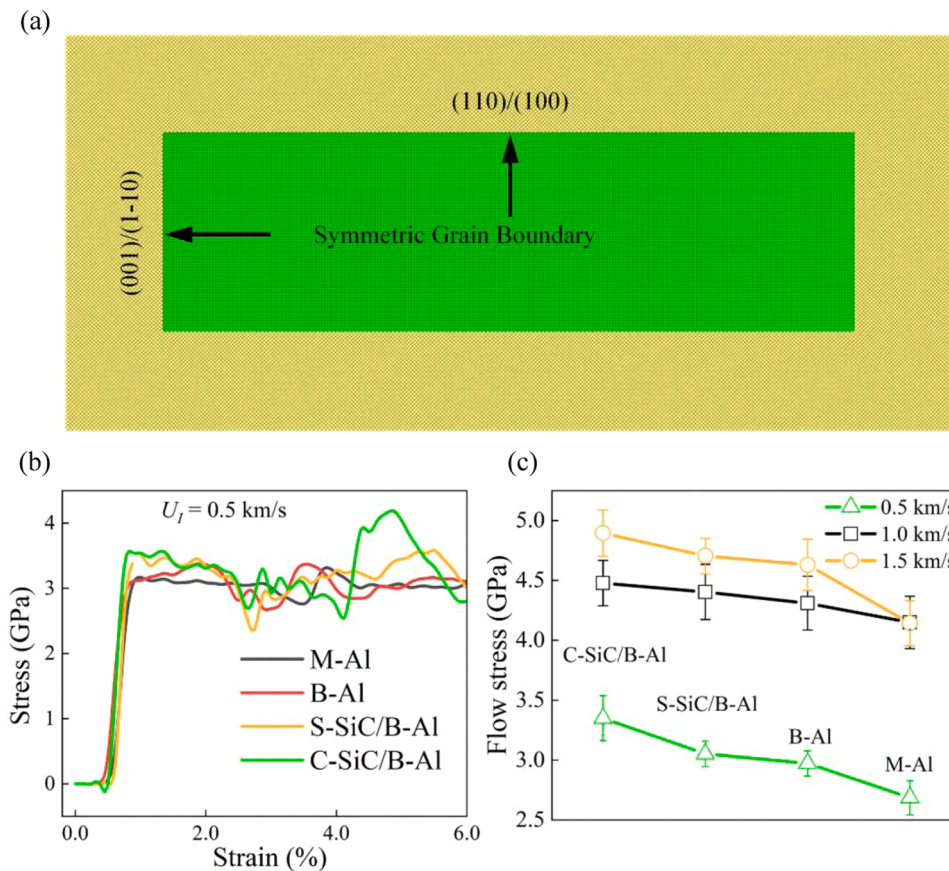 (a)
(110)/(100)
(001)/(1-10)
Symmetric Grain Boundary
(b)
U_I = 0.5 km/s
4
3
2
1
0
Stress (GPa)
M-Al
B-Al
S-SiC/B-Al
C-SiC/B-Al
0.0
2.0
4.0
6.0
Strain (%)
(c)
0.5 km/s
1.0 km/s
1.5 km/s
5.0
4.5
4.0
3.5
3.0
2.5
Flow stress (GPa)
C-SiC/B-Al
S-SiC/B-Al
B-Al
M-Al